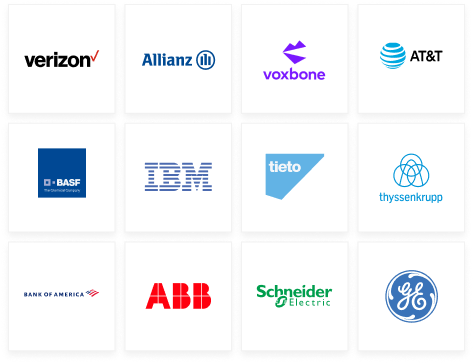 verizon✓
Allianz
voxbone
AT&T
BASF
The Chemical Company
IBM
tieto
thyssenkrupp
BANK OF AMERICA
ABB
Schneider
Electric
GE